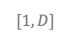 [1, D]